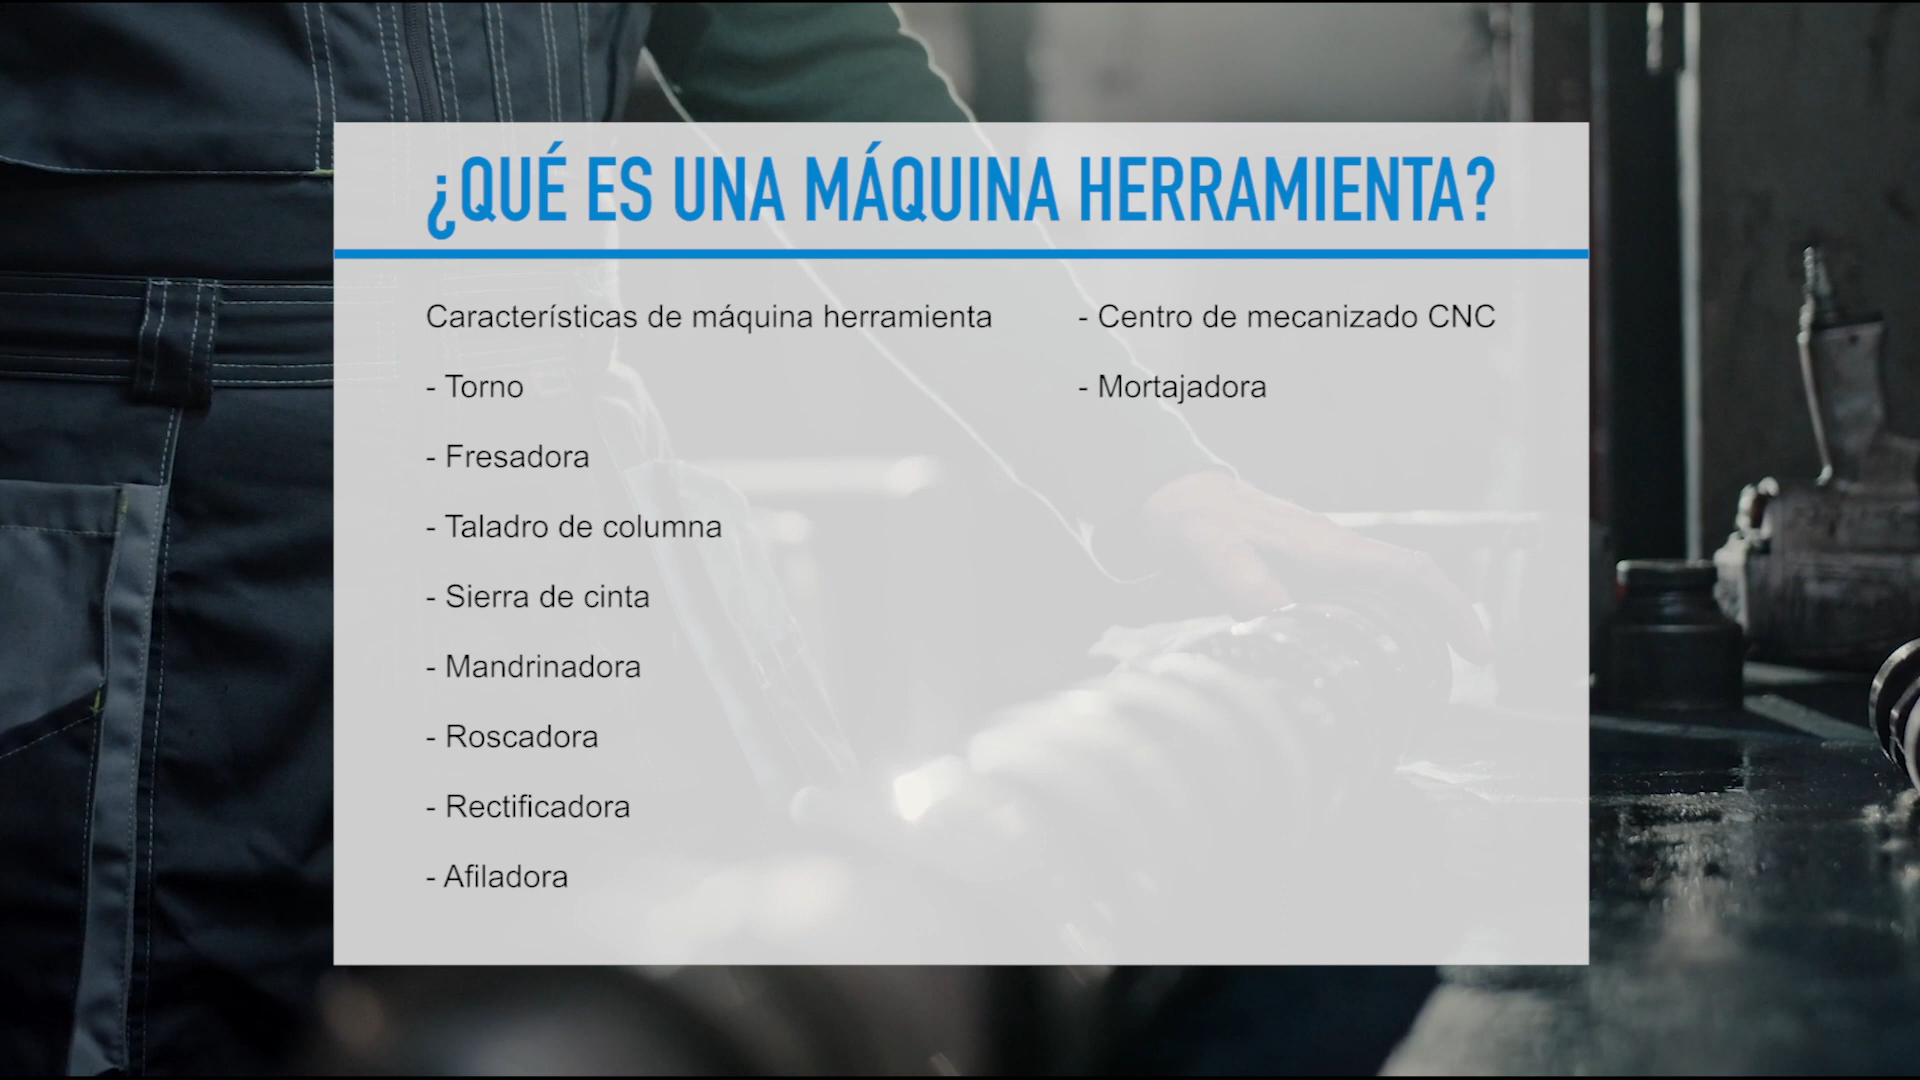 ¿QUÉ ES UNA MÁQUINA HERRAMIENTA?
Características de máquina herramienta
- Torno
- Fresadora
- Taladro de columna
- Sierra de cinta
- Mandrinadora
- Roscadora
- Rectificadora
- Afiladora
- Centro de mecanizado CNC
- Mortajadora